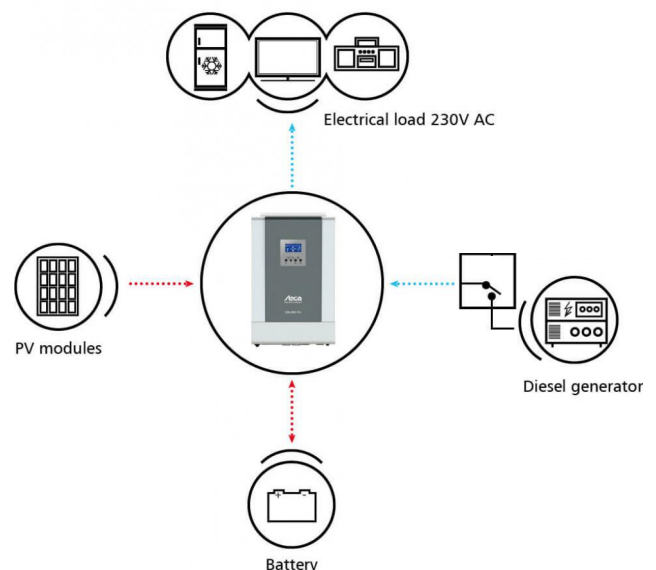 Electrical load 230V AC
Steca
PV modules
Diesel generator
+ -
Battery